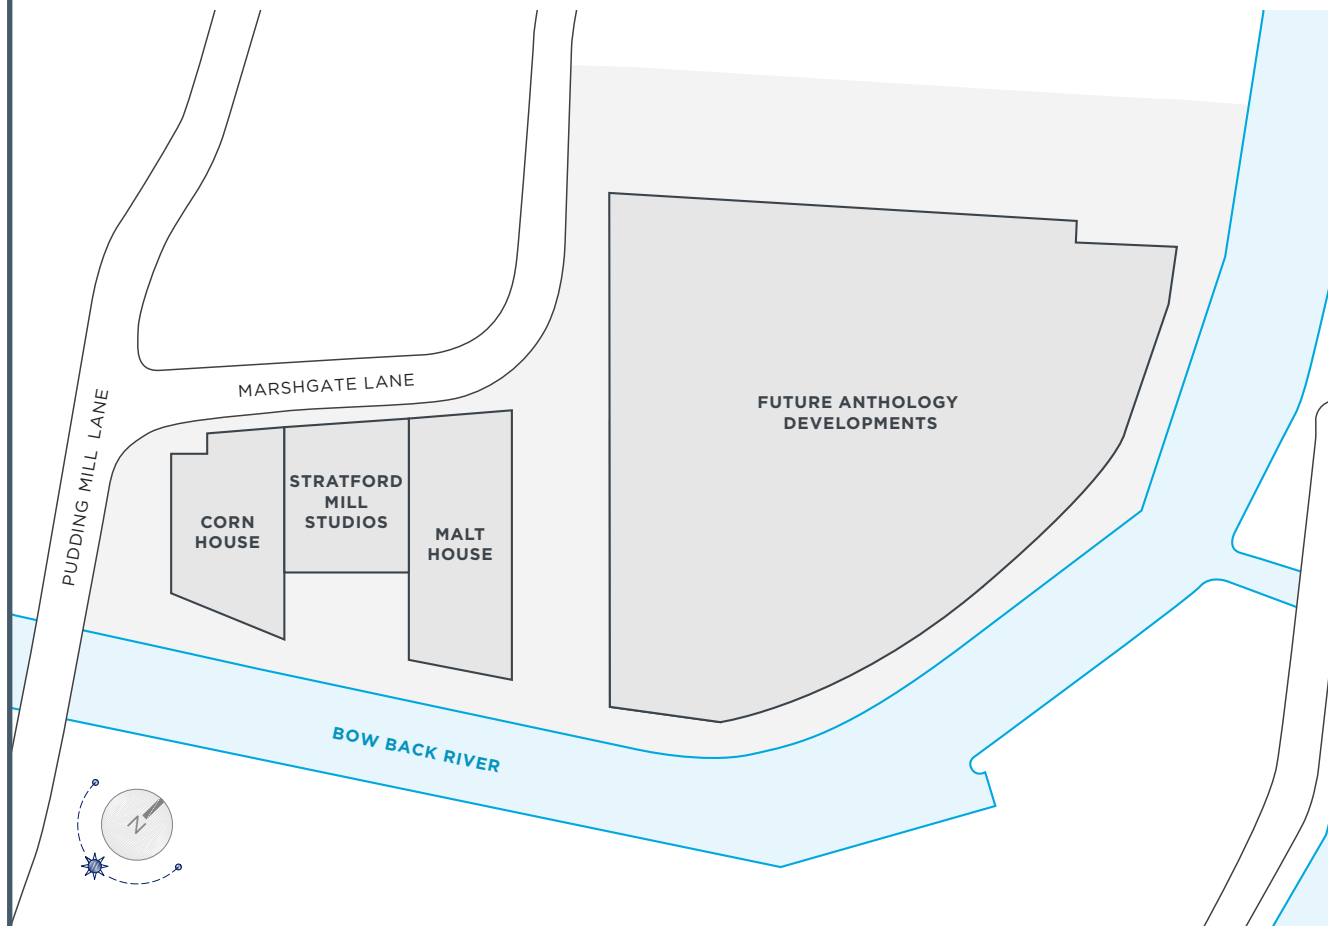 MARSHGATE LANE
PUDDING MILL LANE
FUTURE ANTHOLOGY
DEVELOPMENTS
STRATFORD
MILL
STUDIOS
CORN
HOUSE
MALT
HOUSE
BOW BACK RIVER
N